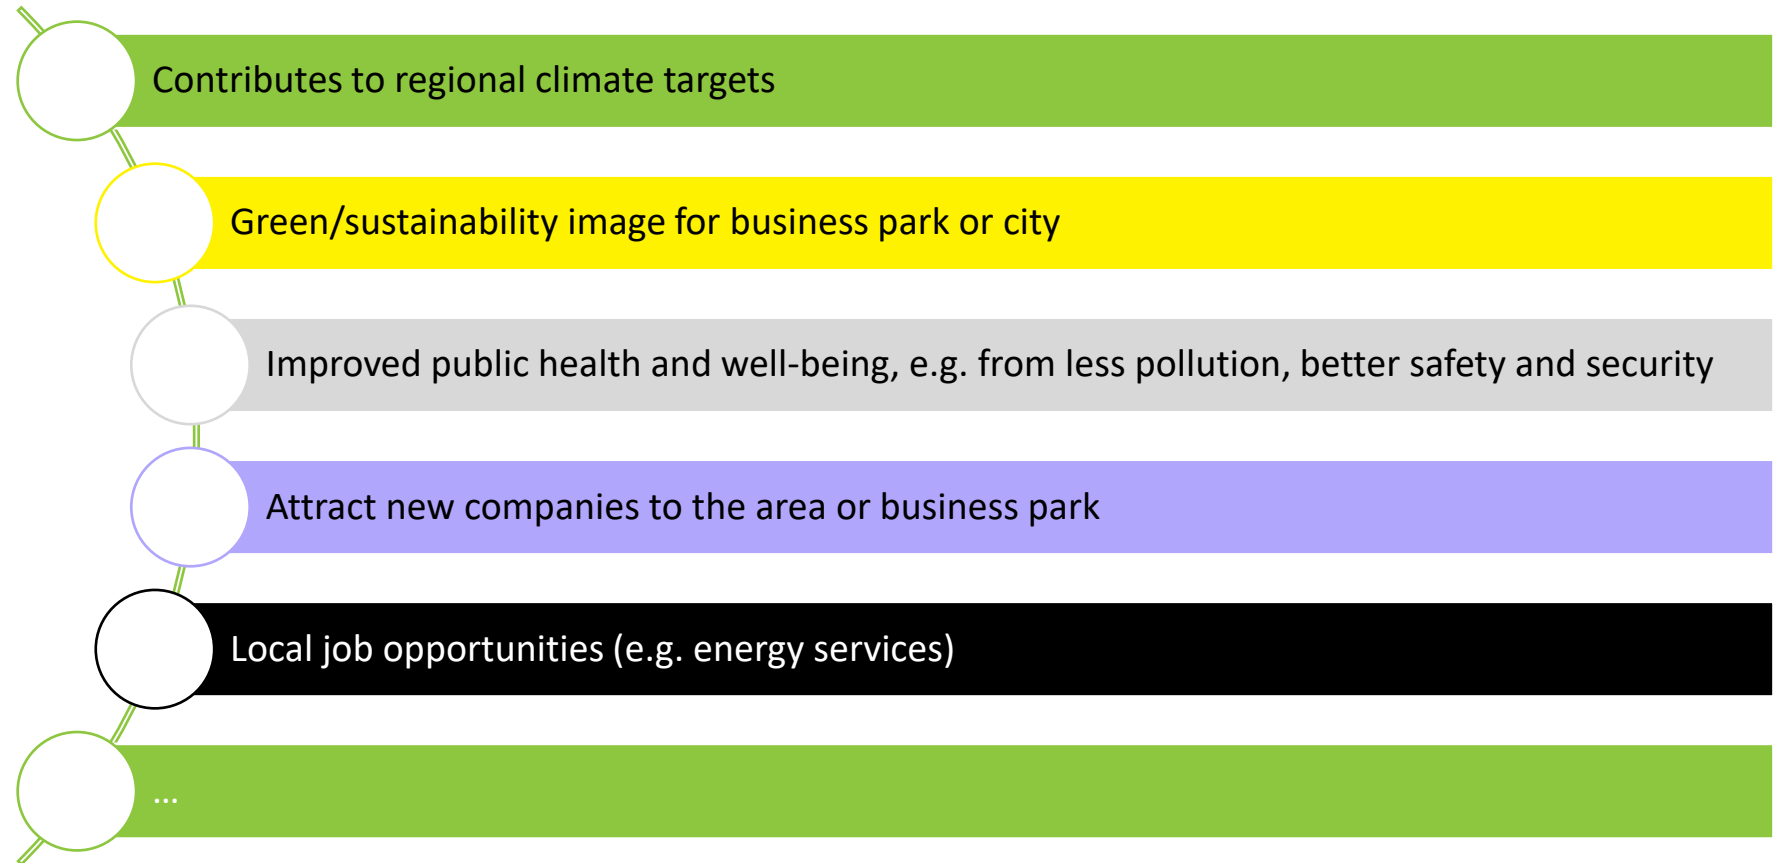 Contributes to regional climate targets
Green/sustainability image for business park or city
Improved public health and well-being, e.g. from less pollution, better safety and security
Attract new companies to the area or business park
Local job opportunities (e.g. energy services)
...